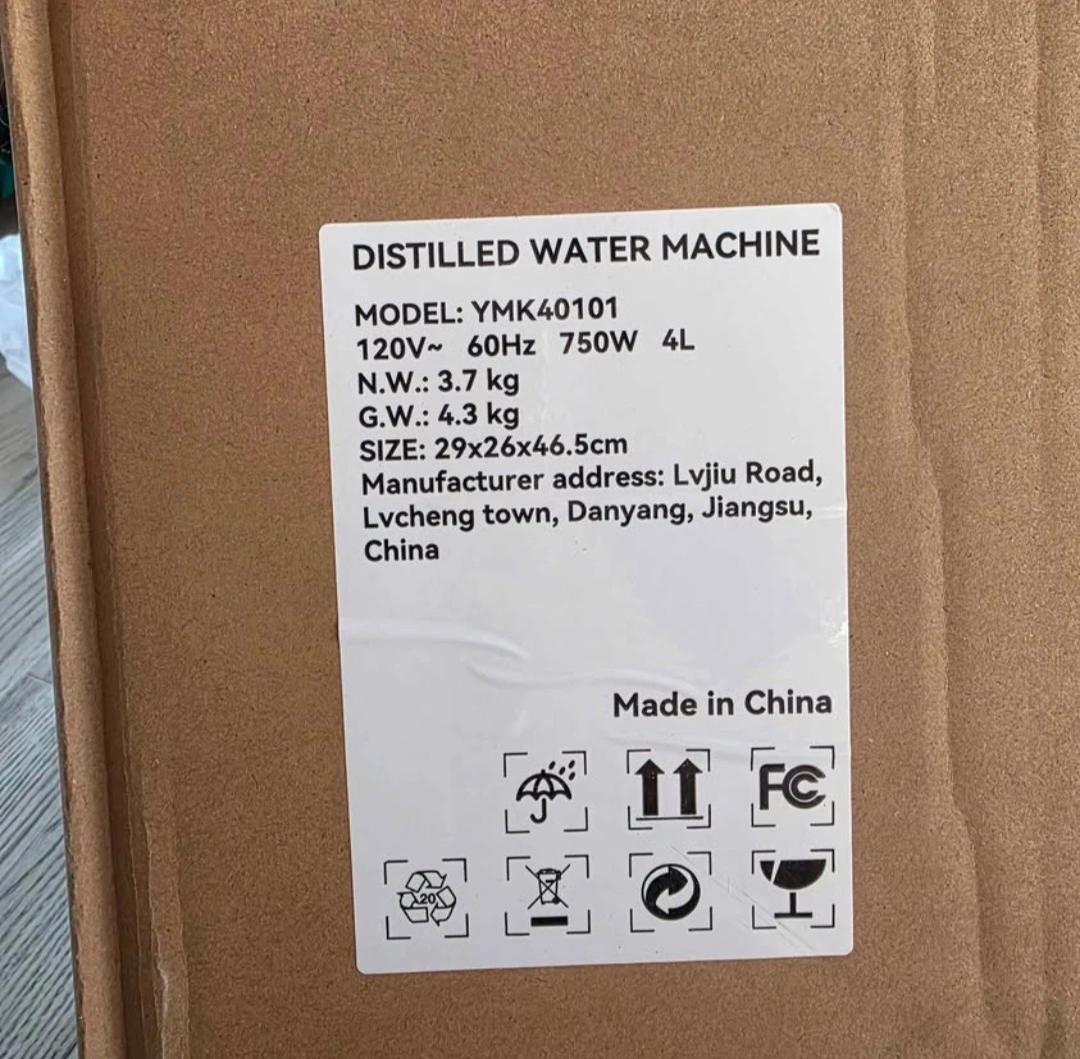 DISTILLED WATER MACHINE
MODEL: YMK40101
120V~ 60Hz 750W 4L
N.W.: 3.7 kg
G.W.: 4.3 kg
SIZE: 29x26x46.5cm
Manufacturer address: Lvjiu Road,
Lvcheng town, Danyang, Jiangsu,
China
Made in China
FC
20